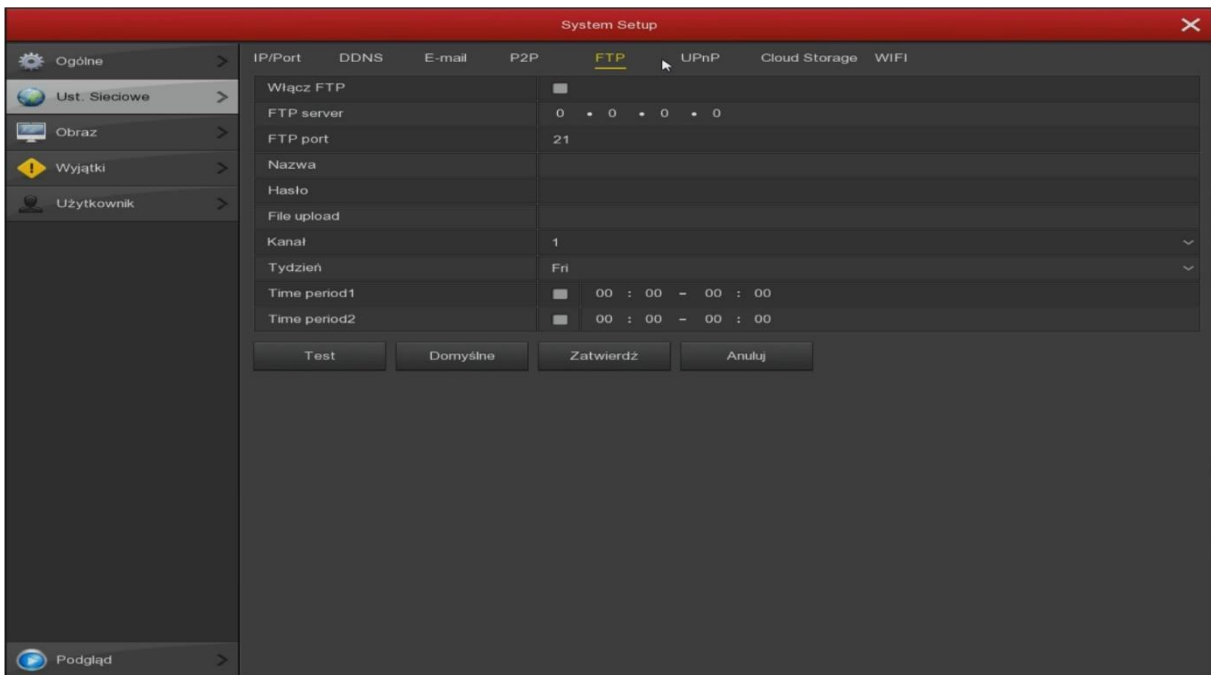 System Setup
Ogólne
Ust. Sieciowe
Obraz
Wyjątki
Użytkownik
Podgląd
IP/Port DDNS E-mail P2P FTP UPnP Cloud Storage WIFI
Włącz FTP
FTP server 0 • 0 • 0 • 0
FTP port 21
Nazwa
Hasło
File upload
Kanał 1
Tydzień Fri
Time period1 00 : 00 - 00 : 00
Time period2 00 : 00 - 00 : 00
Test Domyślne Zatwierdź Anuluj